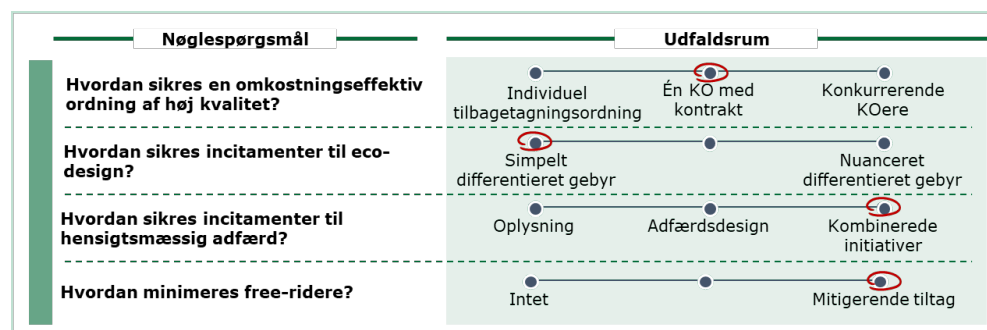 Nøglespørgsmål
Udfaldsrum
Hvordan sikres en omkostningseffektiv
ordning af høj kvalitet?
Individuel
tilbagetagningsordning
Én KO med
kontrakt
Konkurrerende
KOere
Hvordan sikres incitamenter til eco-
design?
Simpelt
differentieret gebyr
Nuanceret
differentieret gebyr
Hvordan sikres incitamenter til
hensigtsmæssig adfærd?
Oplysning
Adfærdsdesign
Kombinerede
initiativer
Hvordan minimeres free-ridere?
Intet
Mitigerende tiltag